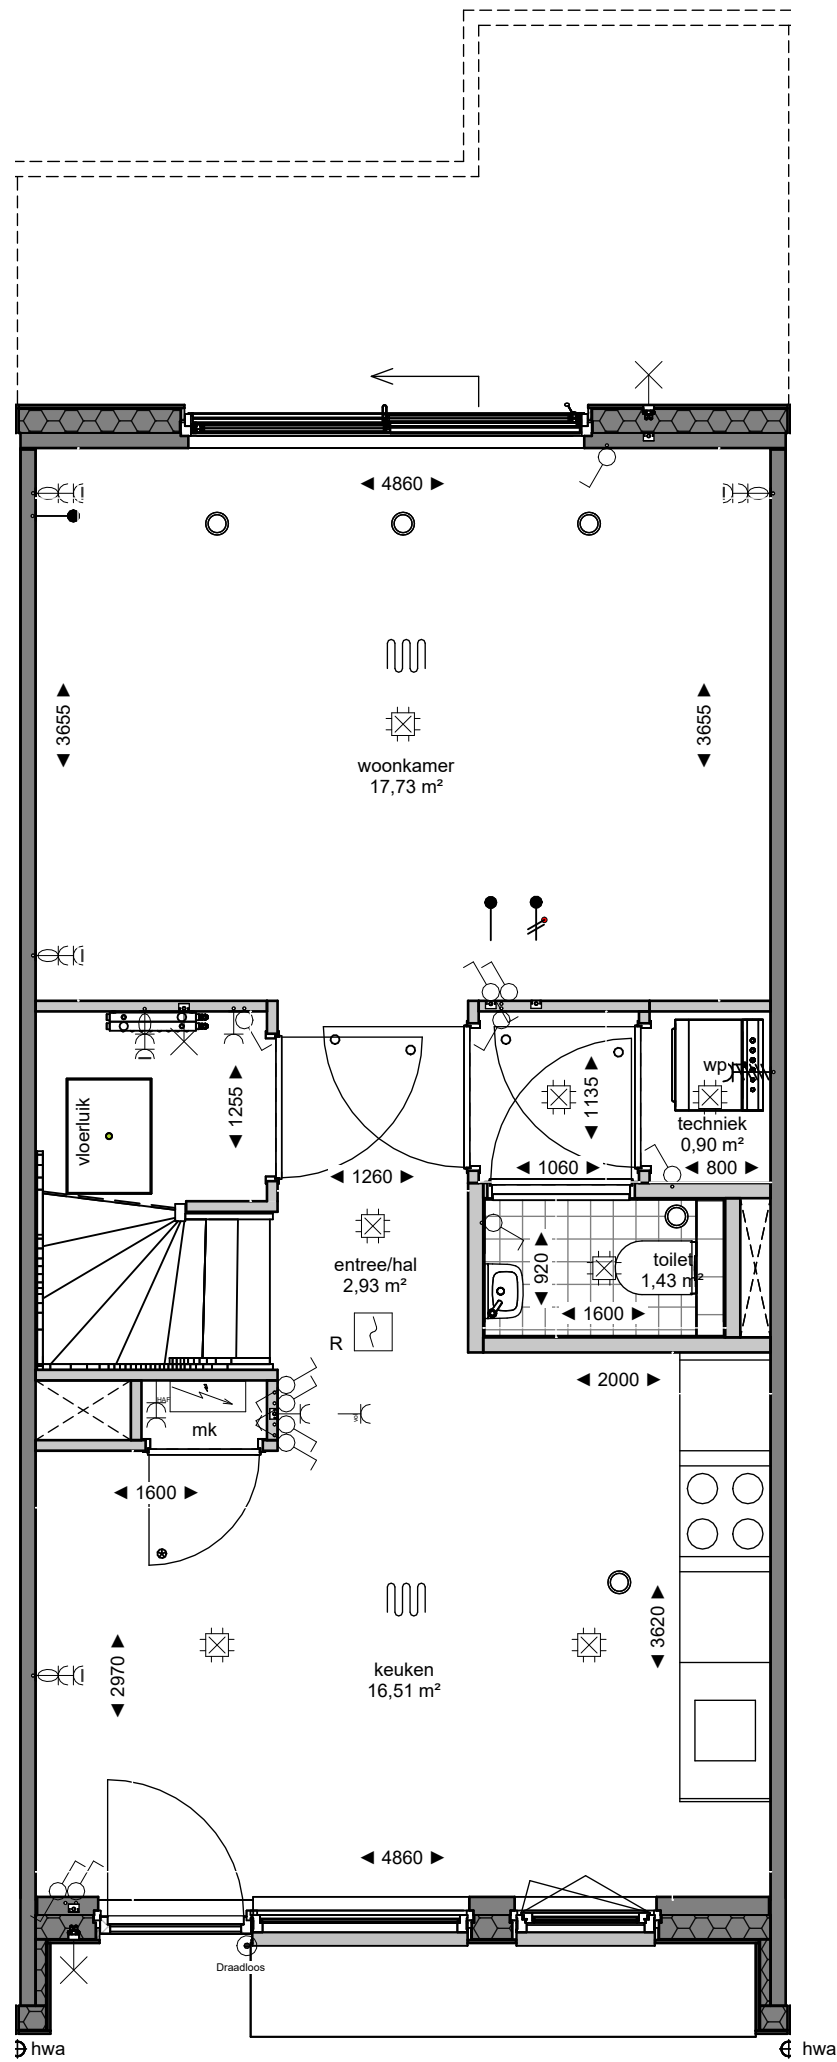 4860
3655
3655
woonkamer
17,73 m²
wp
vloerluik
1255
1135
techniek
0,90 m²
1260
1060
800
entree/hal
2,93 m²
920
toilet
1,43 m²
1600
R
2000
HAF
mk
1600
3620
2970
keuken
16,51 m²
4860
Draadloos
hwa
hwa